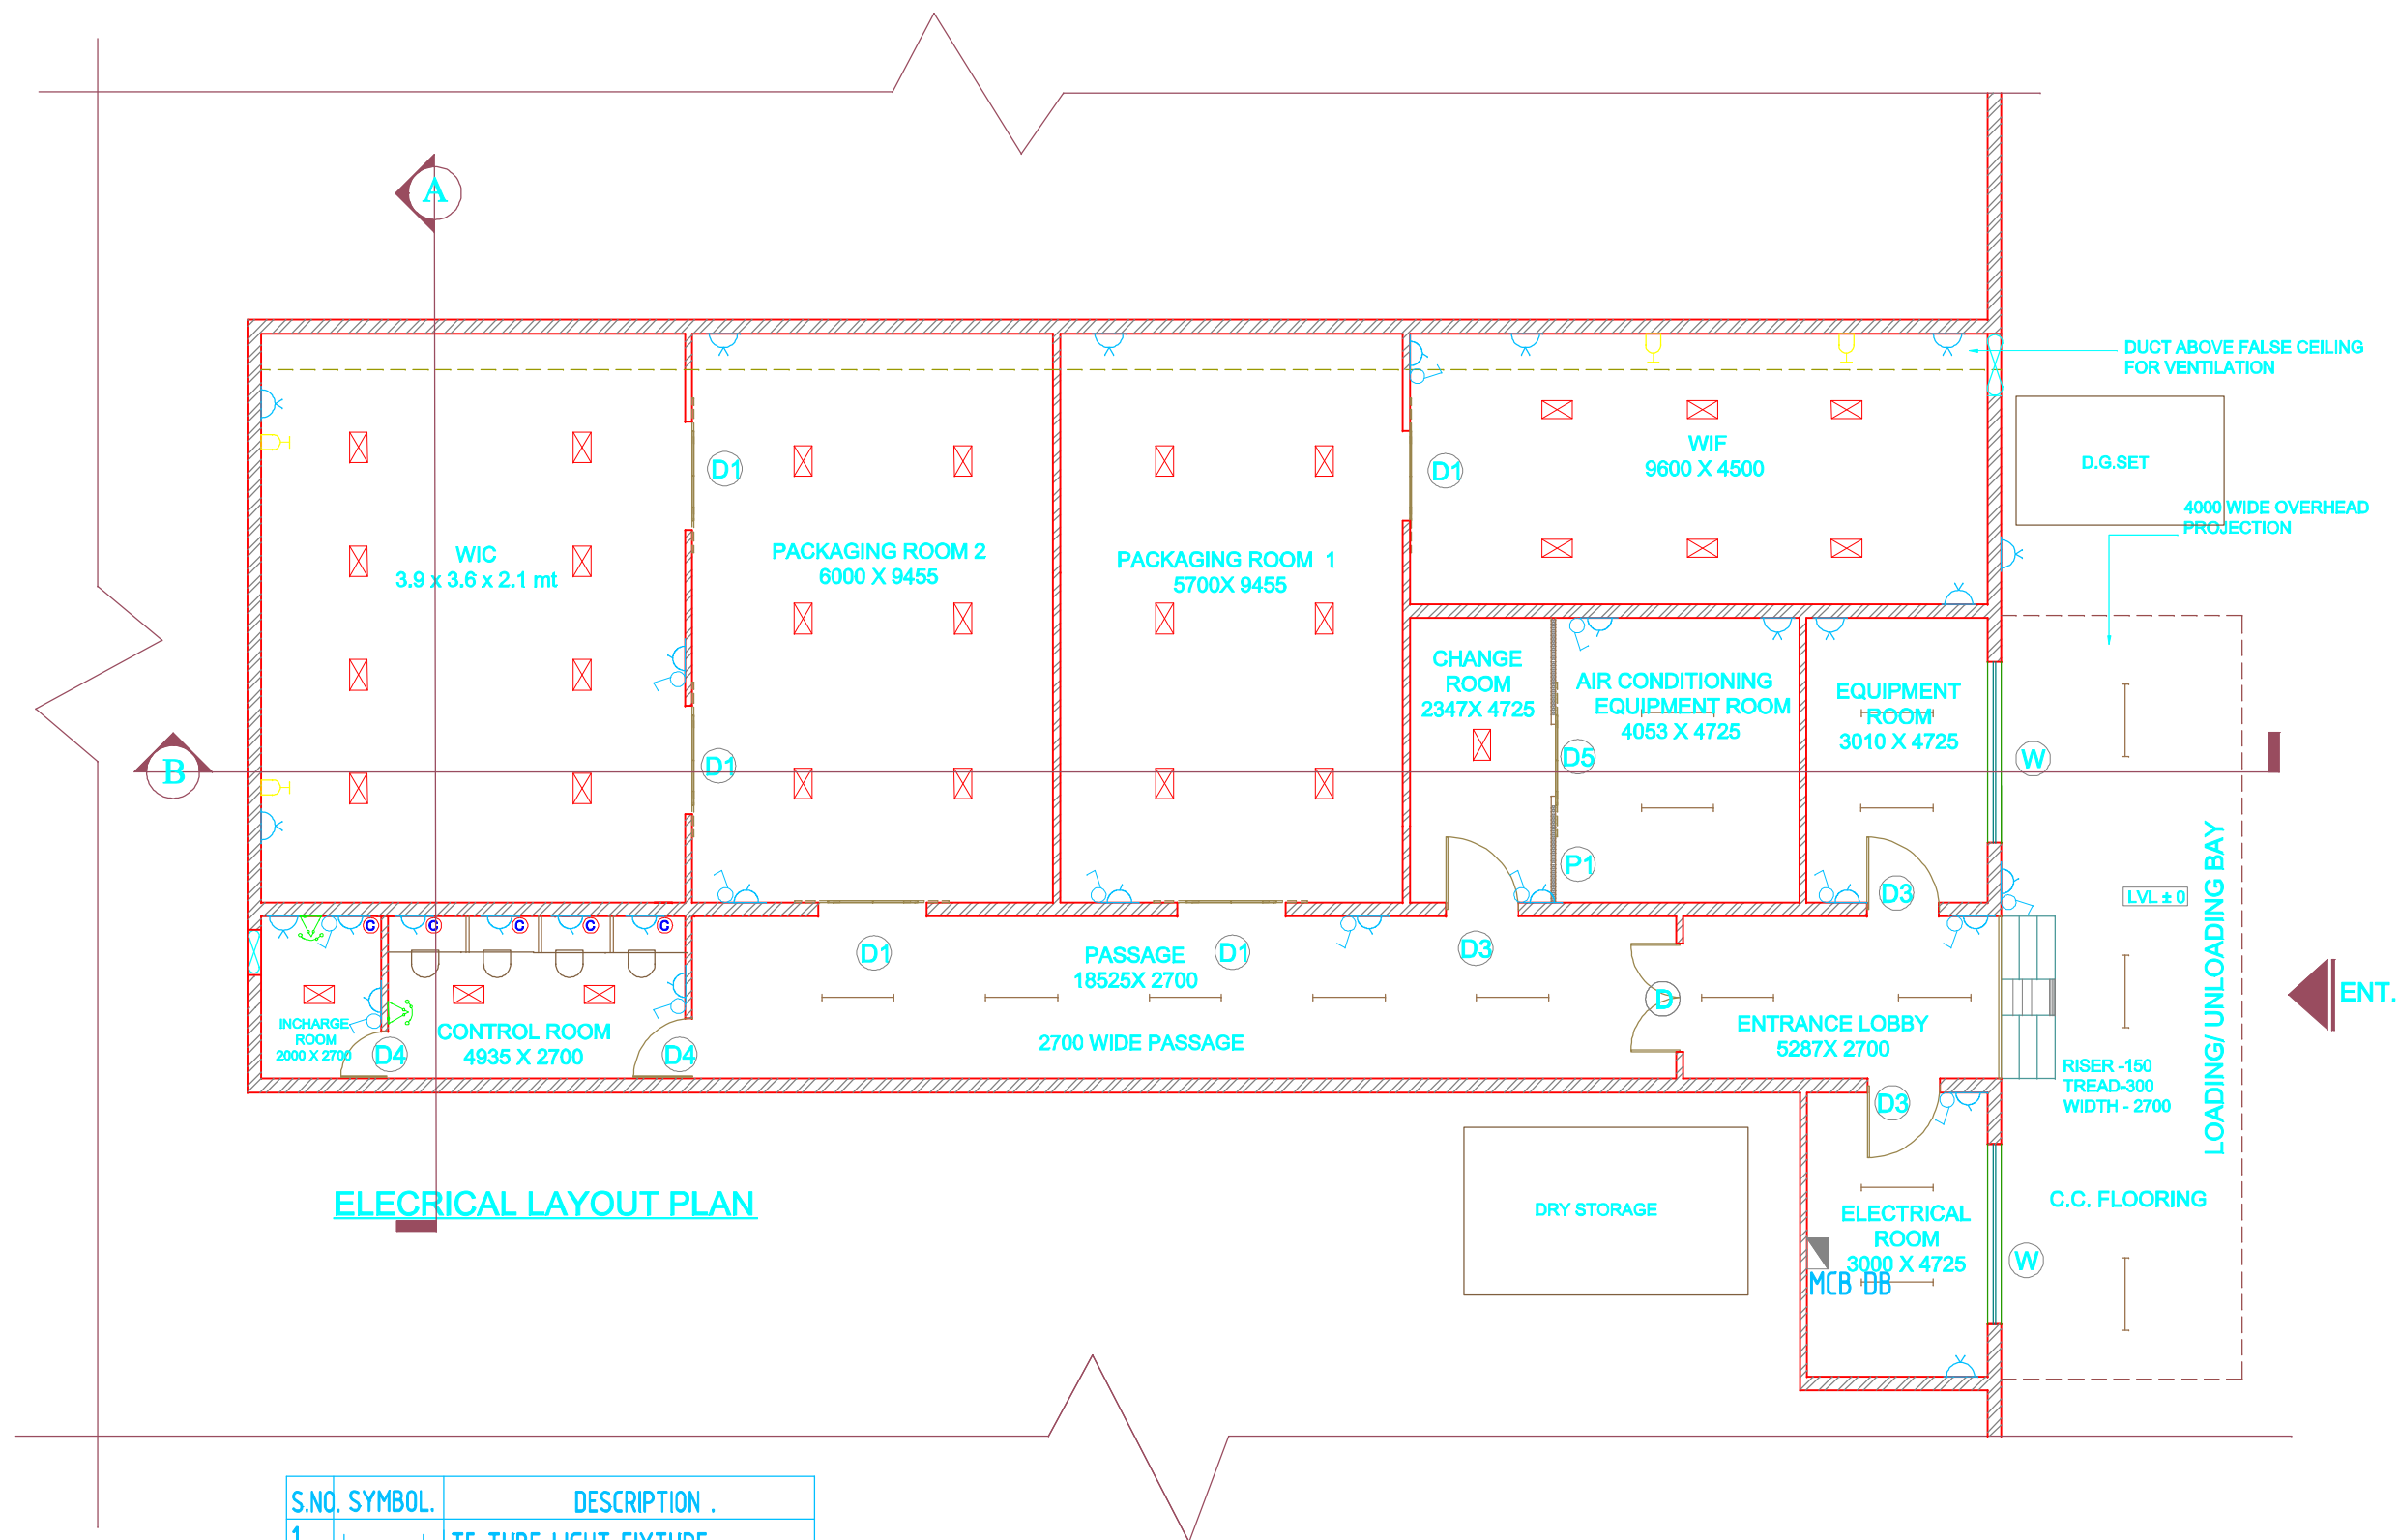 A
DUCT ABOVE FALSE CEILING
FOR VENTILATION
WIF
9600 X 4500
D1
D1
D.G.SET
4000 WIDE OVERHEAD
PROJECTION
WIC
3.9 x 3.6 x 2.1 mt
PACKAGING ROOM 2
6000 X 9455
PACKAGING ROOM 1
5700X 9455
CHANGE
ROOM
2347X 4725
AIR CONDITIONING
EQUIPMENT ROOM
4053 X 4725
EQUIPMENT
ROOM
3010 X 4725
B
D1
D5
W
P1
D3
LVL ± 0
LOADING/ UNLOADING BAY
C
C
C
C
C
D1
PASSAGE
18525X 2700
D1
D3
D
ENT.
INCHARGE
ROOM
2000 X 2700
D4
CONTROL ROOM
4935 X 2700
D4
2700 WIDE PASSAGE
ENTRANCE LOBBY
5287X 2700
RISER -150
TREAD-300
WIDTH - 2700
D3
ELECRICAL LAYOUT PLAN
DRY STORAGE
ELECTRICAL
ROOM
3000 X 4725
MCB DB
C.C. FLOORING
W
S.NO. SYMBOL. DESCRIPTION .